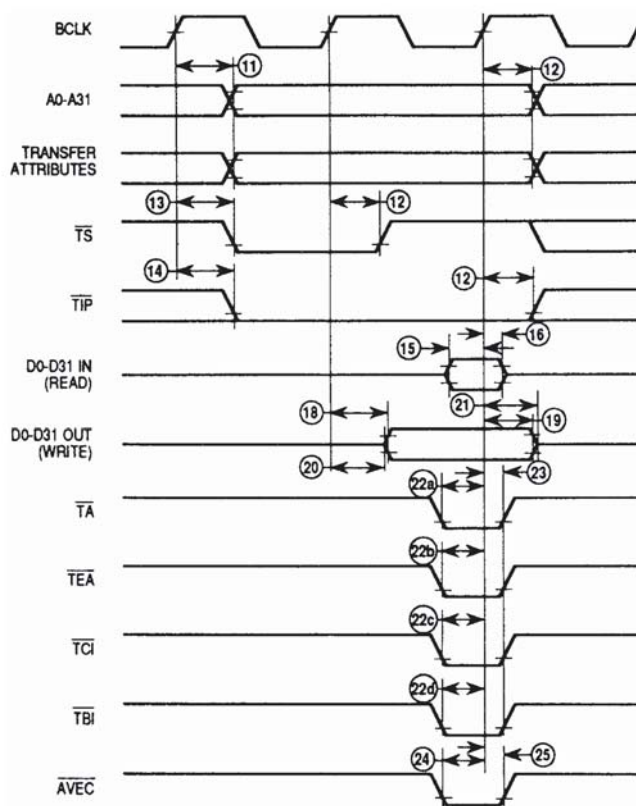 BCLK
11
12
A0-A31
TRANSFER
ATTRIBUTES
13
12
TS
14
12
TIP
16
15
D0-D31 IN
(READ)
21
18
19
D0-D31 OUT
(WRITE)
20
23
22a
TA
22b
TEA
22c
TCI
22d
TBI
24
25
AVEC